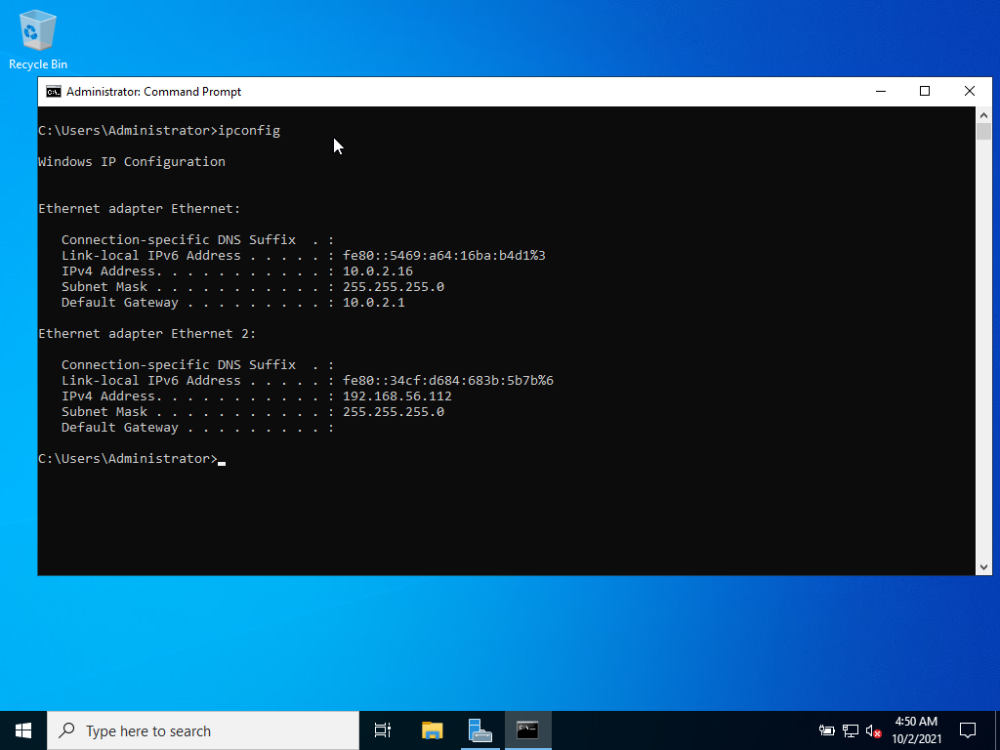 Recycle Bin
Administrator: Command Prompt
C:\Users\Administrator>ipconfig
Windows IP Configuration
Ethernet adapter Ethernet:
   Connection-specific DNS Suffix  . :
   Link-local IPv6 Address . . . . . : fe80::5469:a64:16ba:b4d1%3
   IPv4 Address. . . . . . . . . . . : 10.0.2.16
   Subnet Mask . . . . . . . . . . . : 255.255.255.0
   Default Gateway . . . . . . . . . : 10.0.2.1
Ethernet adapter Ethernet 2:
   Connection-specific DNS Suffix  . :
   Link-local IPv6 Address . . . . . : fe80::34cf:d684:683b:5b7b%6
   IPv4 Address. . . . . . . . . . . : 192.168.56.112
   Subnet Mask . . . . . . . . . . . : 255.255.255.0
   Default Gateway . . . . . . . . . :
C:\Users\Administrator>
Type here to search
4:50 AM
10/2/2021